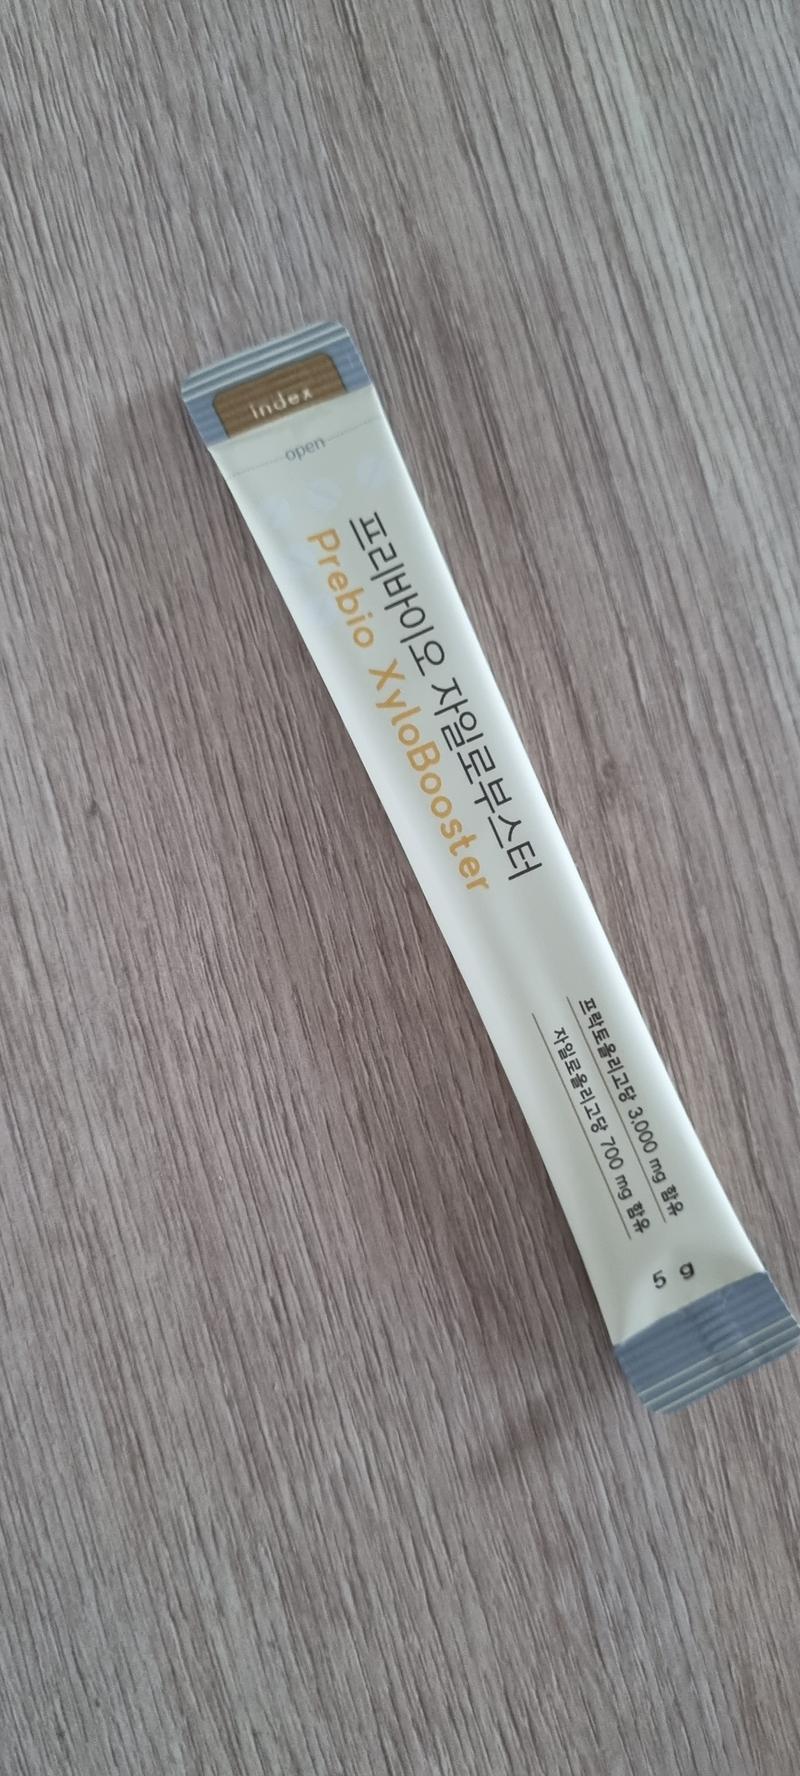 index
open
프리바이오 자일로부스터
Prebio XyloBooster
프락토올리고당 3,000 mg 함유
자일로올리고당 700 mg 함유
5 g